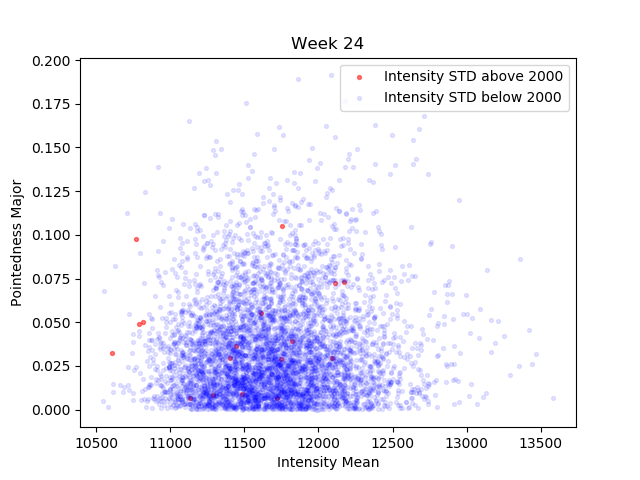 Week 24
Intensity STD above 2000
Intensity STD below 2000
0.200
0.175
0.150
0.125
0.100
0.075
0.050
0.025
0.000
Pointedness Major
10500 11000 11500 12000 12500 13000 13500
Intensity Mean